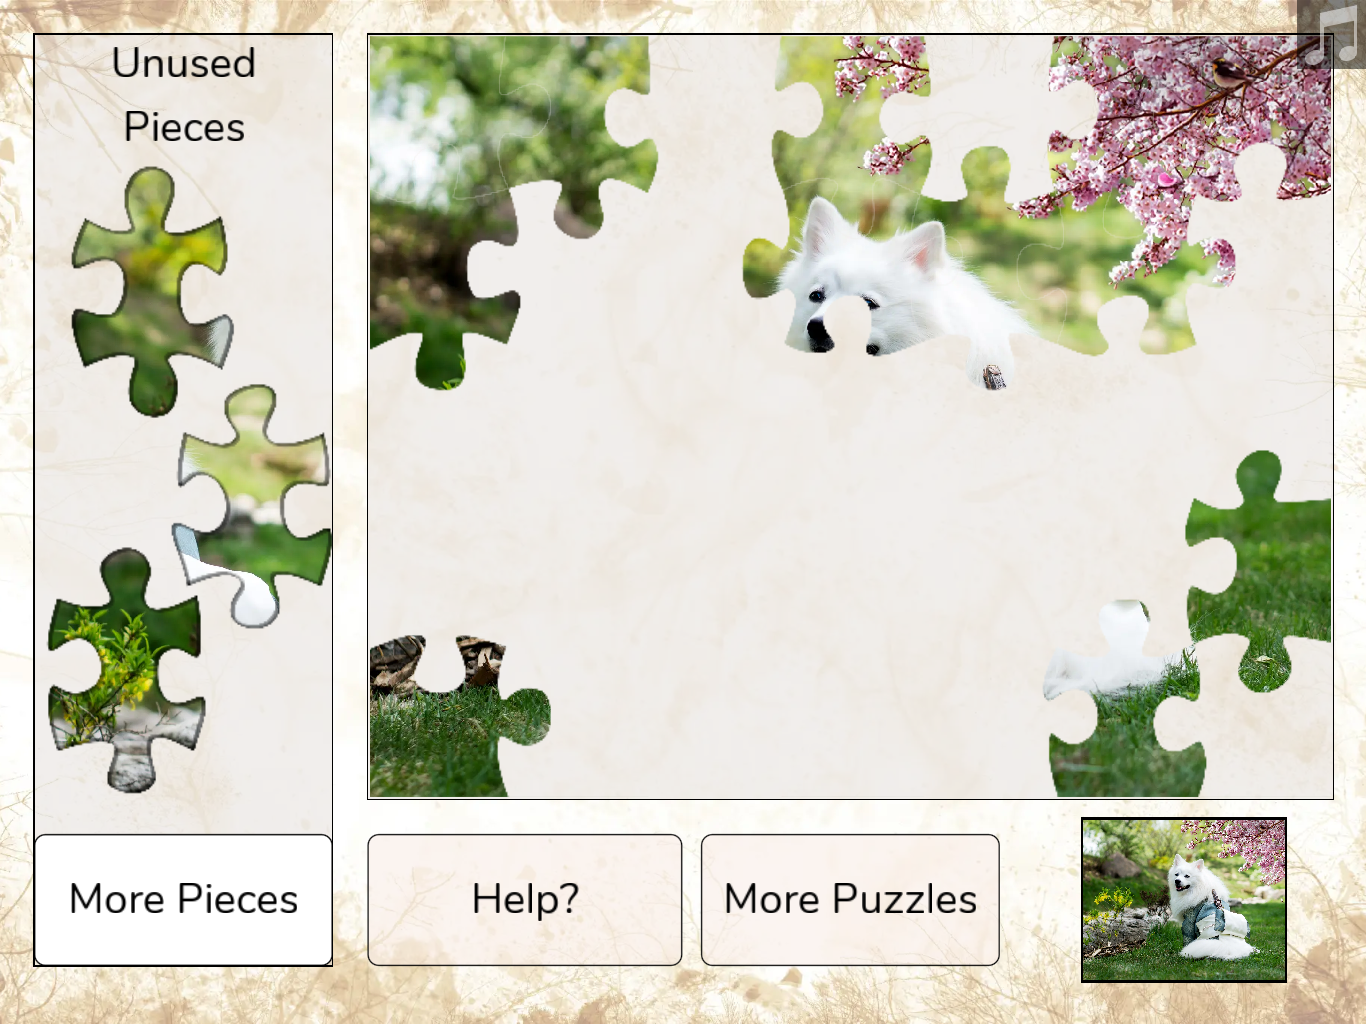 Unused
Pieces
More Pieces
Help?
More Puzzles